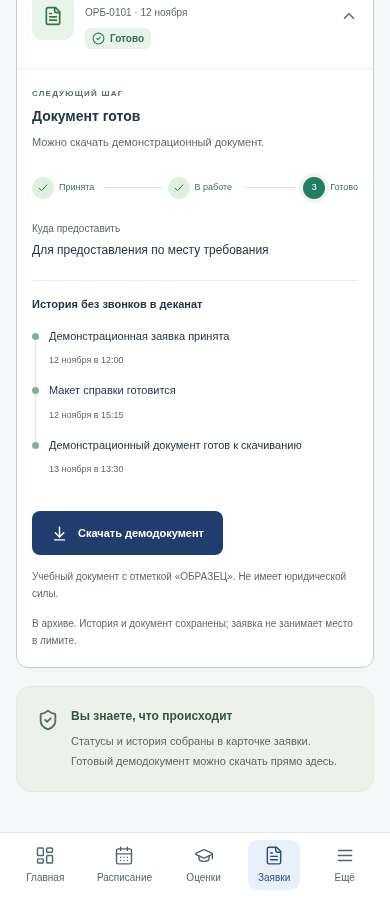 ОРБ-0101 · 12 ноября
Готово
СЛЕДУЮЩИЙ ШАГ
Документ готов
Можно скачать демонстрационный документ.
Принята
В работе
3 Готово
Куда предоставить
Для предоставления по месту требования
История без звонков в деканат
Демонстрационная заявка принята
12 ноября в 12:00
Макет справки готовится
12 ноября в 15:15
Демонстрационный документ готов к скачиванию
13 ноября в 13:30
Скачать демодокумент
Учебный документ с отметкой «ОБРАЗЕЦ». Не имеет юридической
силы.
В архиве. История и документ сохранены; заявка не занимает место
в лимите.
Вы знаете, что происходит
Статусы и история собраны в карточке заявки.
Готовый демодокумент можно скачать прямо здесь.
Главная
Расписание
Оценки
Заявки
Ещё